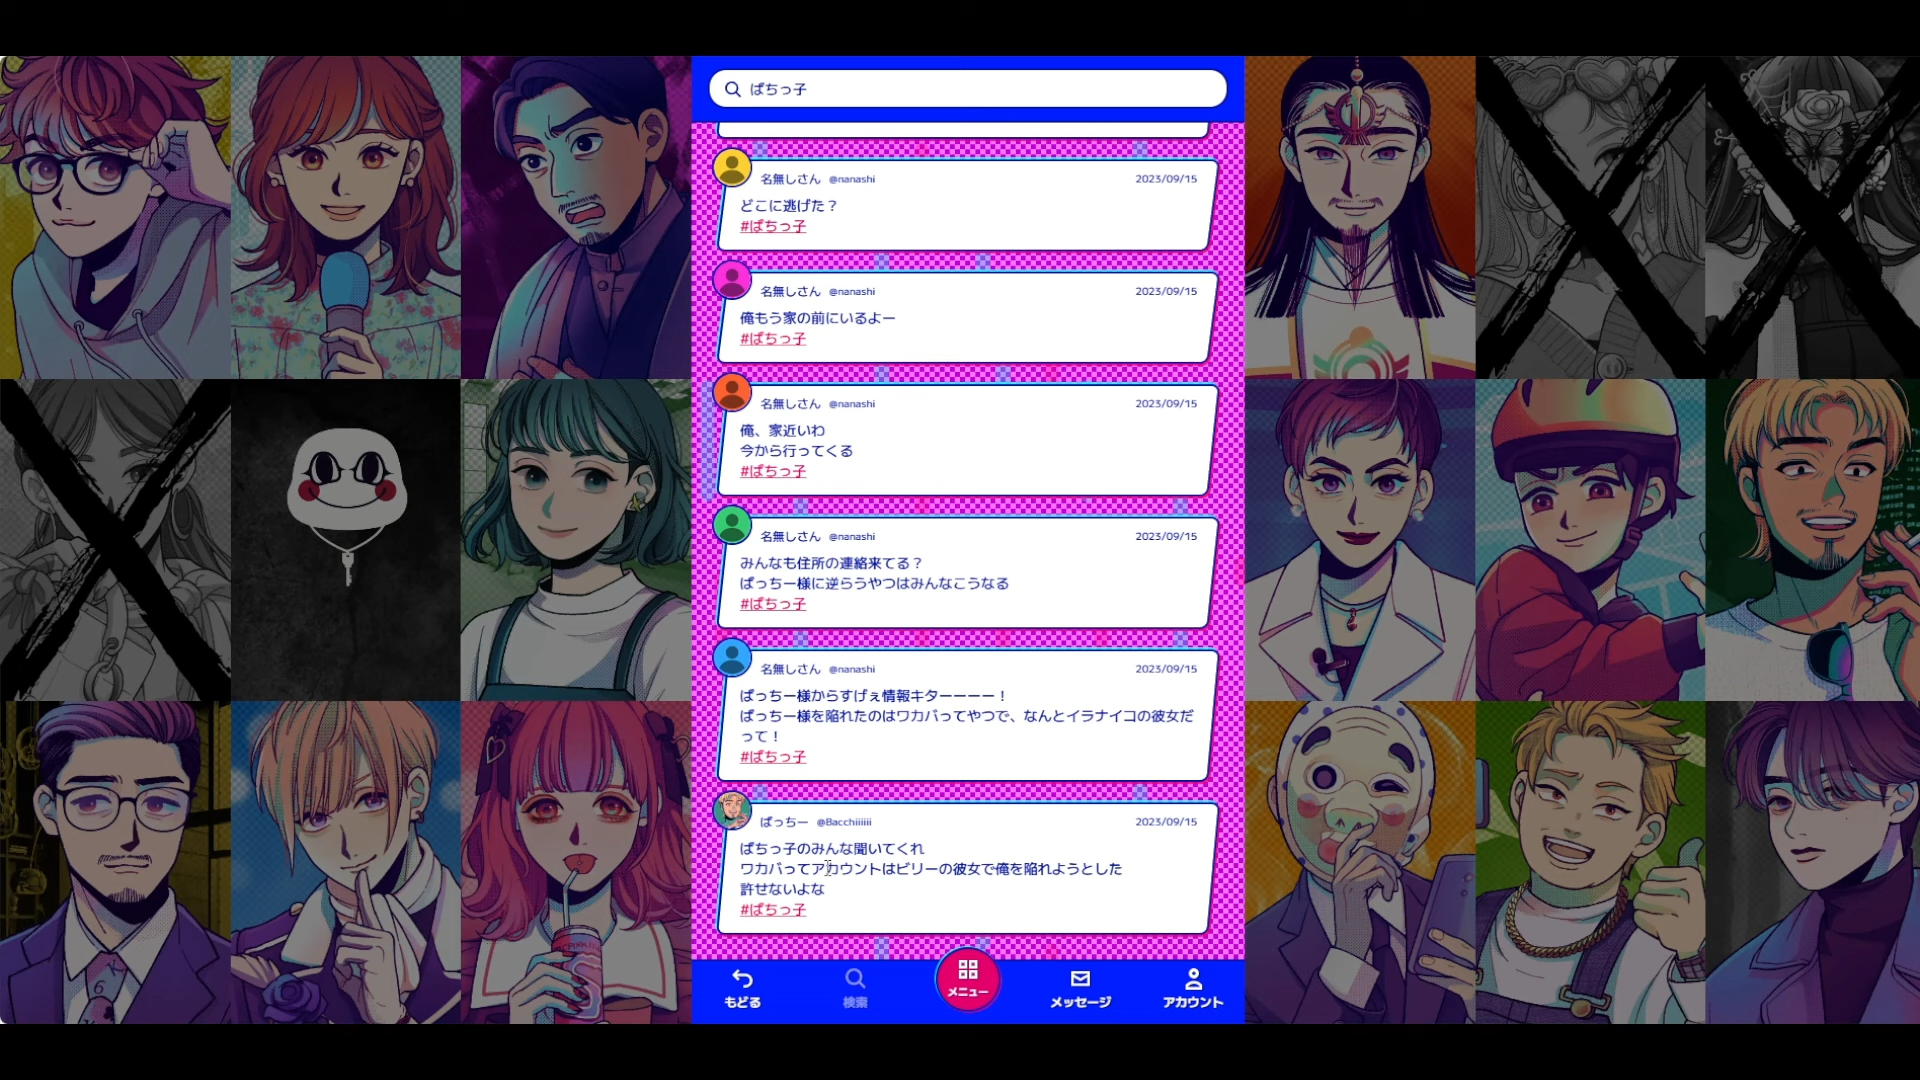 ぱちっ子
名無しさん @nanashi 2023/09/15
どこに逃げた？
#ぱちっ子
名無しさん @nanashi 2023/09/15
俺もう家の前にいるよー
#ぱちっ子
名無しさん @nanashi 2023/09/15
俺、家近いわ
今から行ってくる
#ぱちっ子
名無しさん @nanashi 2023/09/15
みんなも住所の連絡来てる？
ぱっちー様に逆らうやつはみんなこうなる
#ぱちっ子
名無しさん @nanashi 2023/09/15
ぱっちー様からすげぇ情報キターーーー！
ぱっちー様を陥れたのはワカバってやつで、なんとイラナイコの彼女だ
って！
#ぱちっ子
ぱっちー @Bacchiiiiii 2023/09/15
ぱちっ子のみんな聞いてくれ
ワカバってアカウントはビリーの彼女で俺を陥れようとした
許せないよな
#ぱちっ子
もどる 検索 メニュー メッセージ アカウント